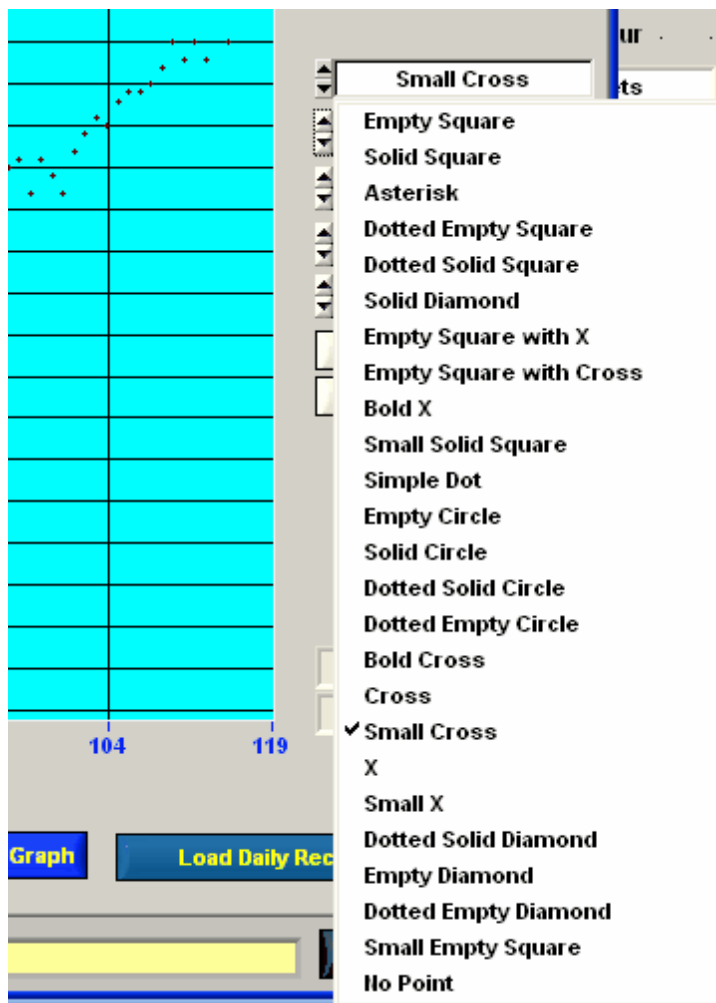 ur
Small Cross
ets
Empty Square
Solid Square
Asterisk
Dotted Empty Square
Dotted Solid Square
Solid Diamond
Empty Square with X
Empty Square with Cross
Bold X
Small Solid Square
Simple Dot
Empty Circle
Solid Circle
Dotted Solid Circle
Dotted Empty Circle
Bold Cross
Cross
Small Cross
X
Small X
Dotted Solid Diamond
Empty Diamond
Dotted Empty Diamond
Small Empty Square
No Point
104 119
Graph Load Daily Rec